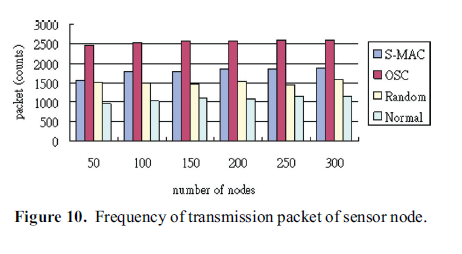 3000
2500
2000
1500
1000
500
0
packet (counts)
50 100 150 200 250 300
number of nodes
S-MAC
OSC
Random
Normal
Figure 10. Frequency of transmission packet of sensor node.